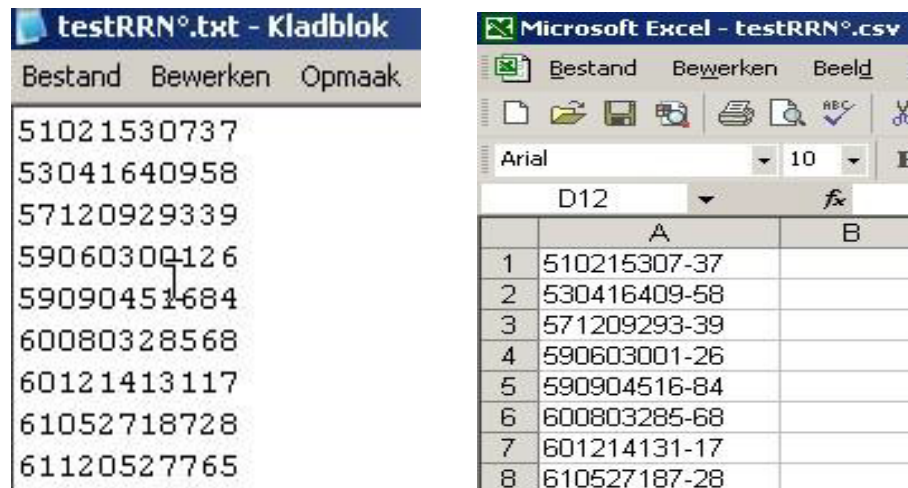 testRRN°.txt - Kladblok
Bestand Bewerken Opmaak
51021530737
53041640958
57120929339
59060300126
59090451684
60080328568
60121413117
61052718728
61120527765
Microsoft Excel - testRRN°.csv
Bestand Bewerken Beeld
ABC
Arial 10
D12 fx
A B
1 510215307-37
2 530416409-58
3 571209293-39
4 590603001-26
5 590904516-84
6 600803285-68
7 601214131-17
8 610527187-28